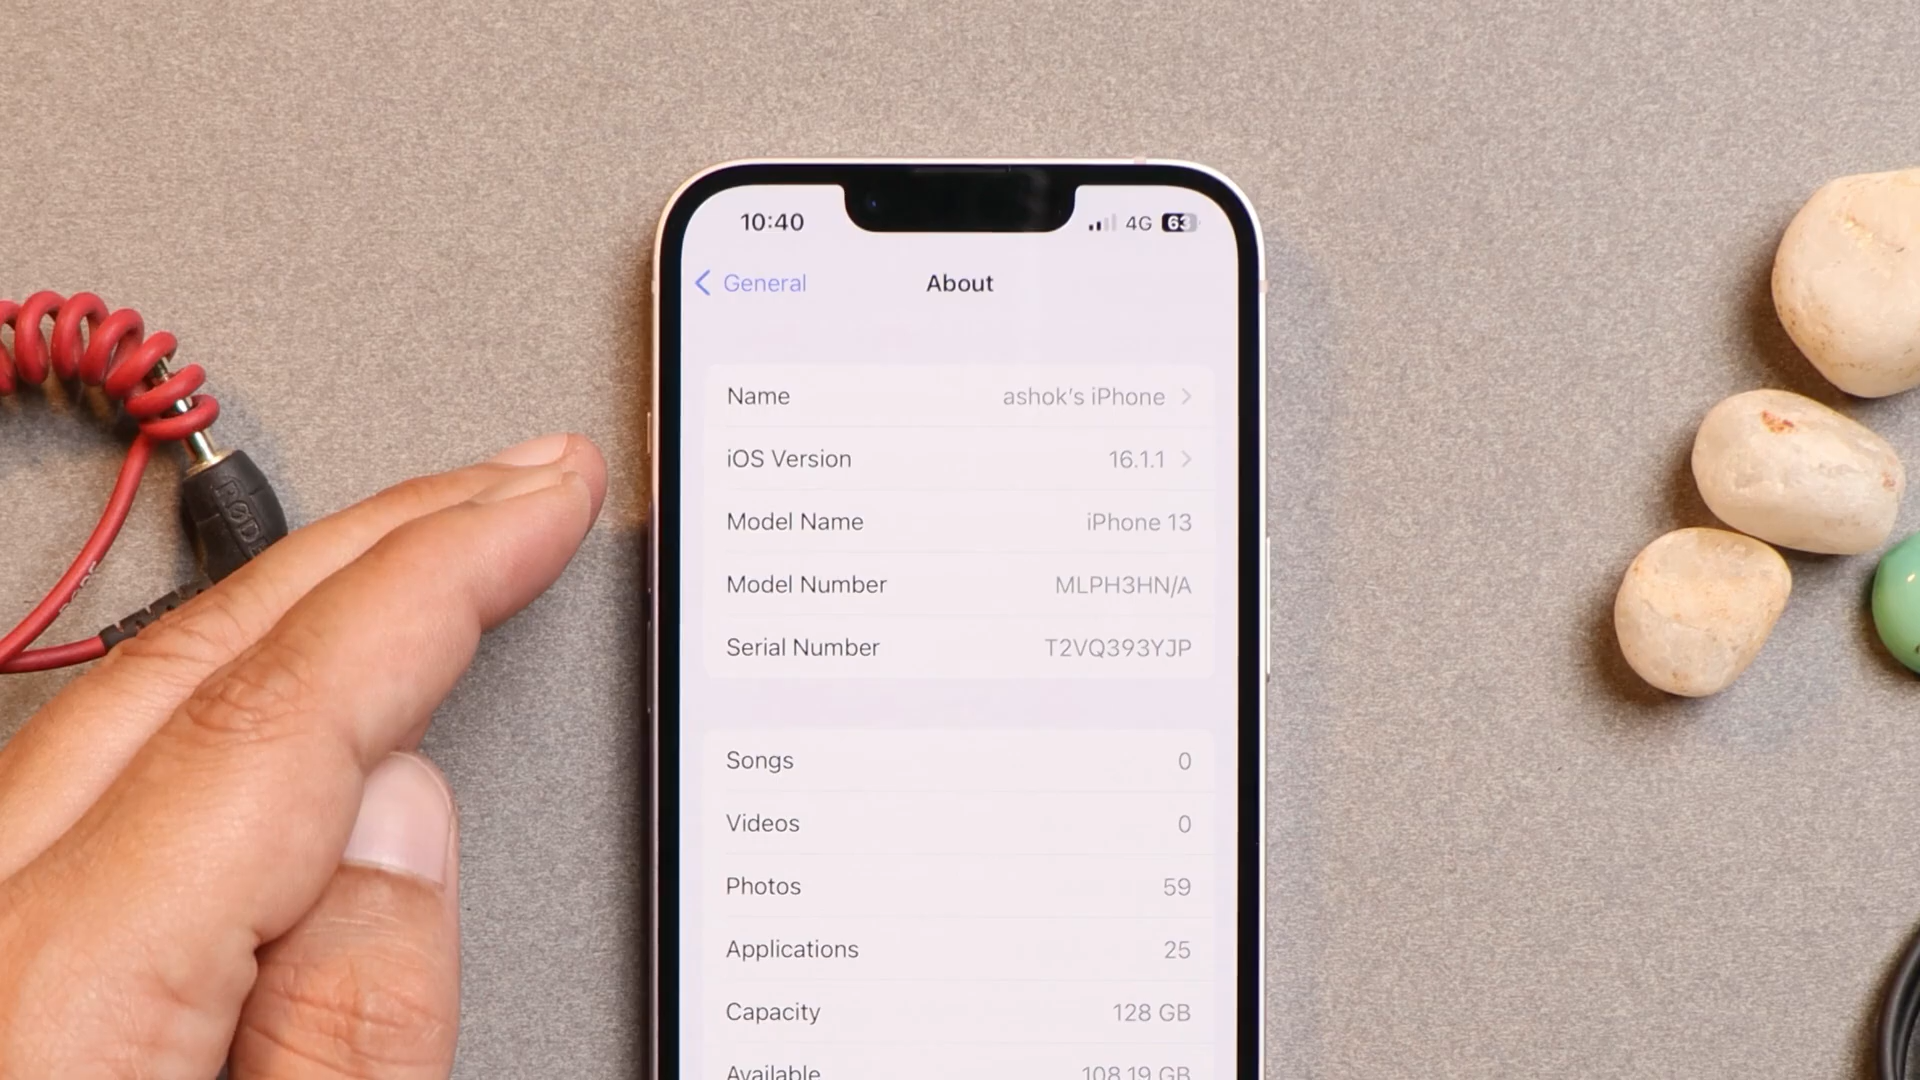 10:40 4G 63
General About
Name ashok's iPhone
iOS Version 16.1.1
Model Name iPhone 13
Model Number MLPH3HN/A
Serial Number T2VQ393YJP
Songs 0
Videos 0
Photos 59
Applications 25
Capacity 128 GB
Available 108.19 GB
RØDE